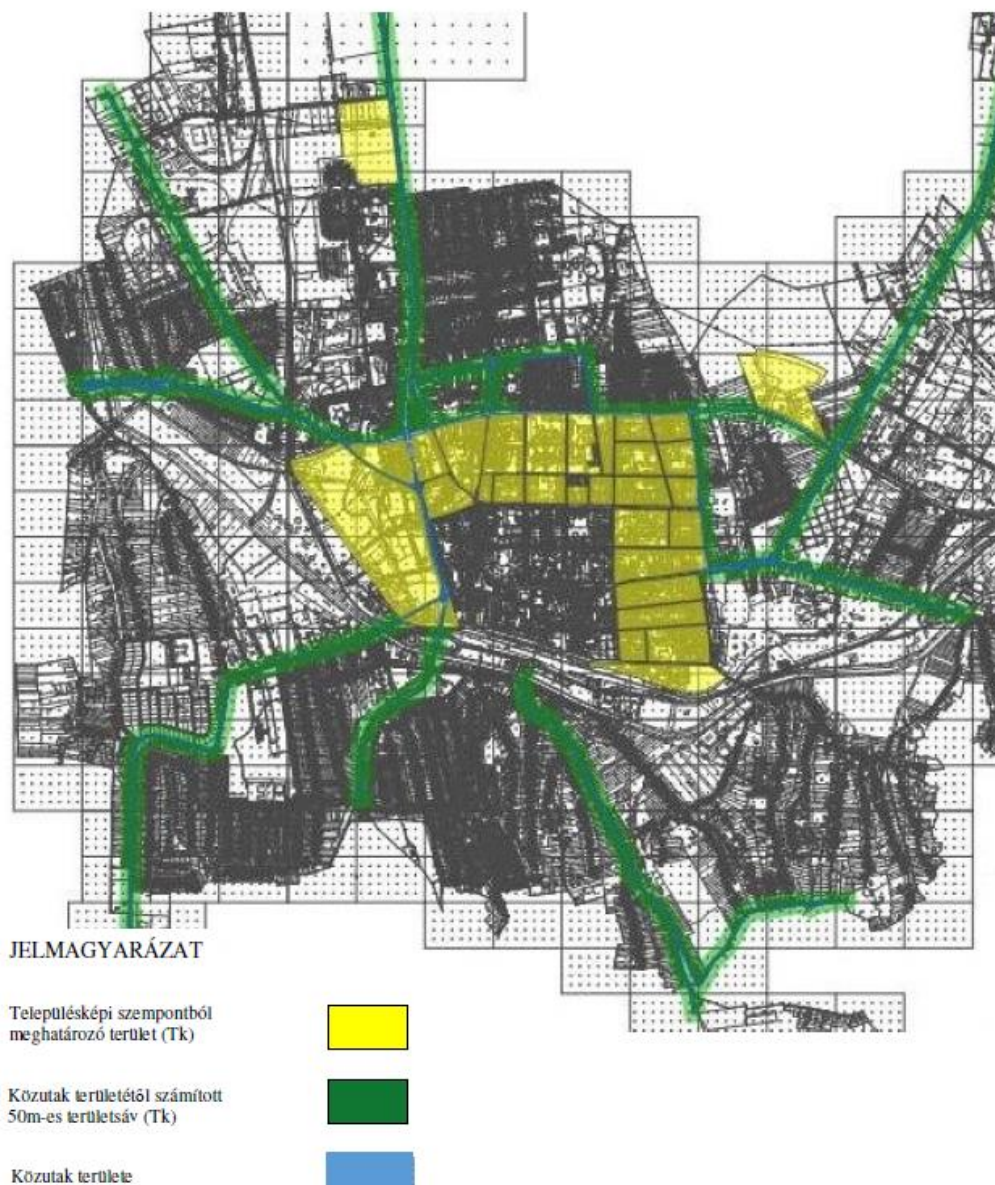 JELMAGYARÁZAT
Településképi szempontból
meghatározó terület (Tk)
Közutak területétől számított
50m-es területsáv (Tk)
Közutak területe